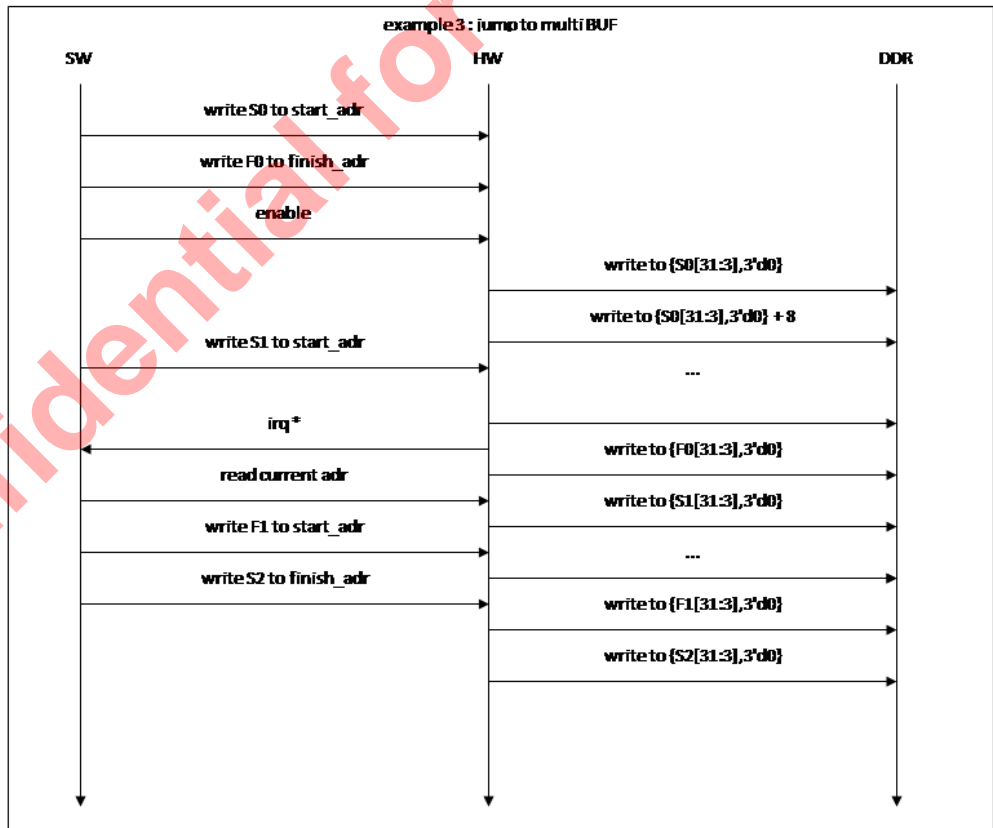 example 3 : jump to multi BUF
SW HW DDR
write S0 to start_adr
write F0 to finish_adr
enable
write to {S0[31:3],3'd0}
write to {S0[31:3],3'd0} + 8
write S1 to start_adr
...
irq *
write to {F0[31:3],3'd0}
read current adr
write to {S1[31:3],3'd0}
write F1 to start_adr
...
write S2 to finish_adr
write to {F1[31:3],3'd0}
write to {S2[31:3],3'd0}
nfidential for